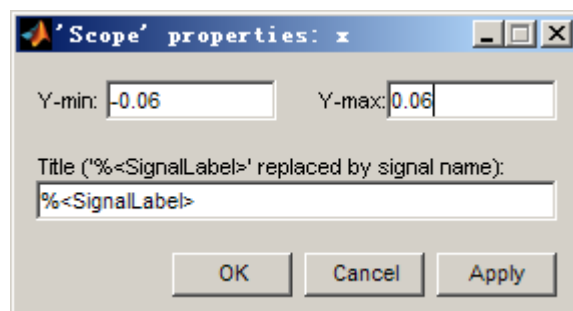 'Scope' properties: x
Y-min: -0.06 Y-max: 0.06
Title ('%<SignalLabel>' replaced by signal name):
%<SignalLabel>
OK Cancel Apply